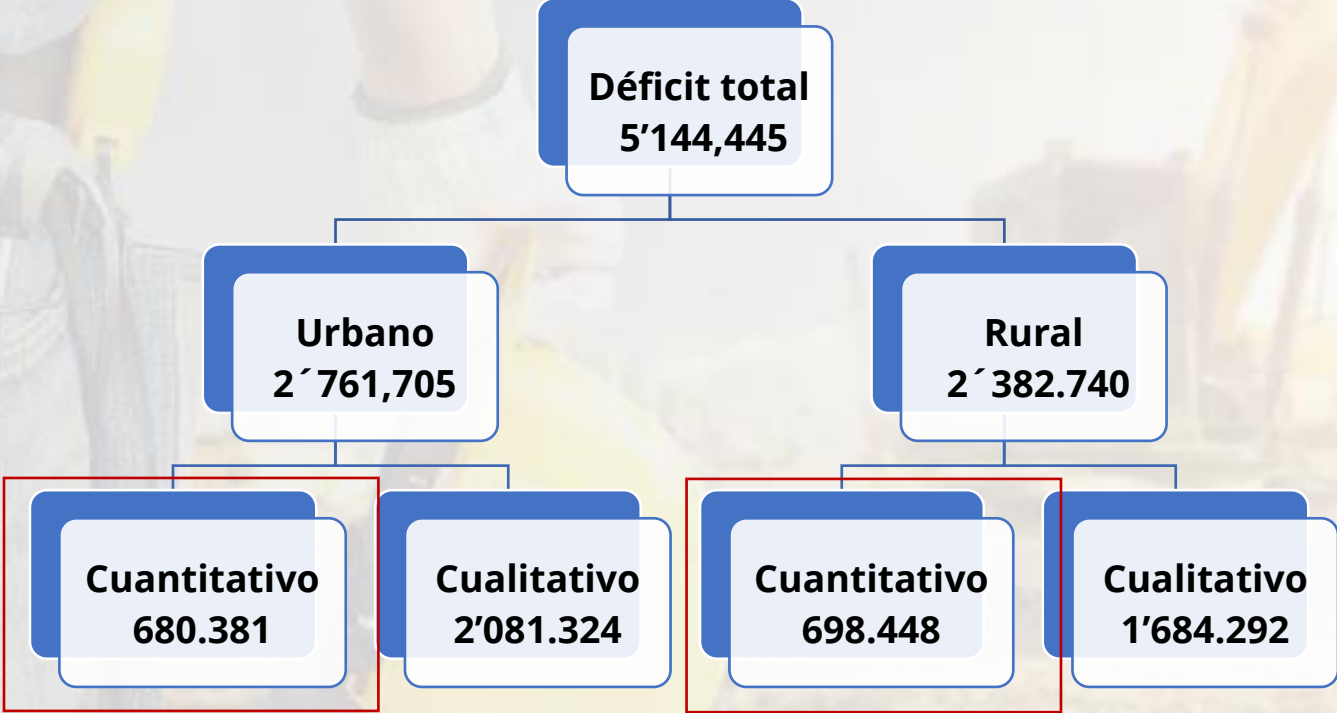 Déficit total
5’144,445
Urbano
2´761,705
Rural
2´382.740
Cuantitativo
680.381
Cualitativo
2’081.324
Cuantitativo
698.448
Cualitativo
1’684.292